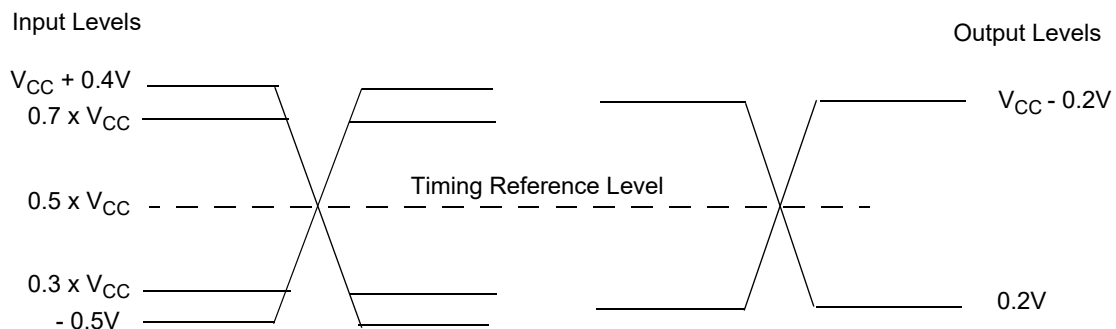 Input Levels
Output Levels
VCC + 0.4V
VCC - 0.2V
0.7 x VCC
Timing Reference Level
0.5 x VCC
0.3 x VCC
0.2V
- 0.5V